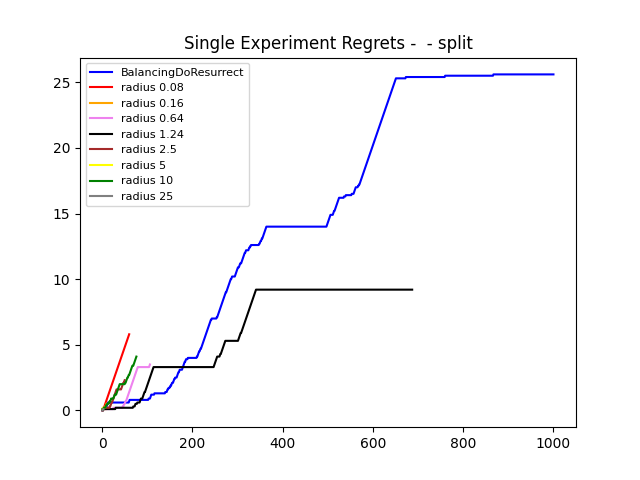 Single Experiment Regrets -  - split
BalancingDoResurrect
radius 0.08
radius 0.16
radius 0.64
radius 1.24
radius 2.5
radius 5
radius 10
radius 25
25
20
15
10
5
0
0 200 400 600 800 1000